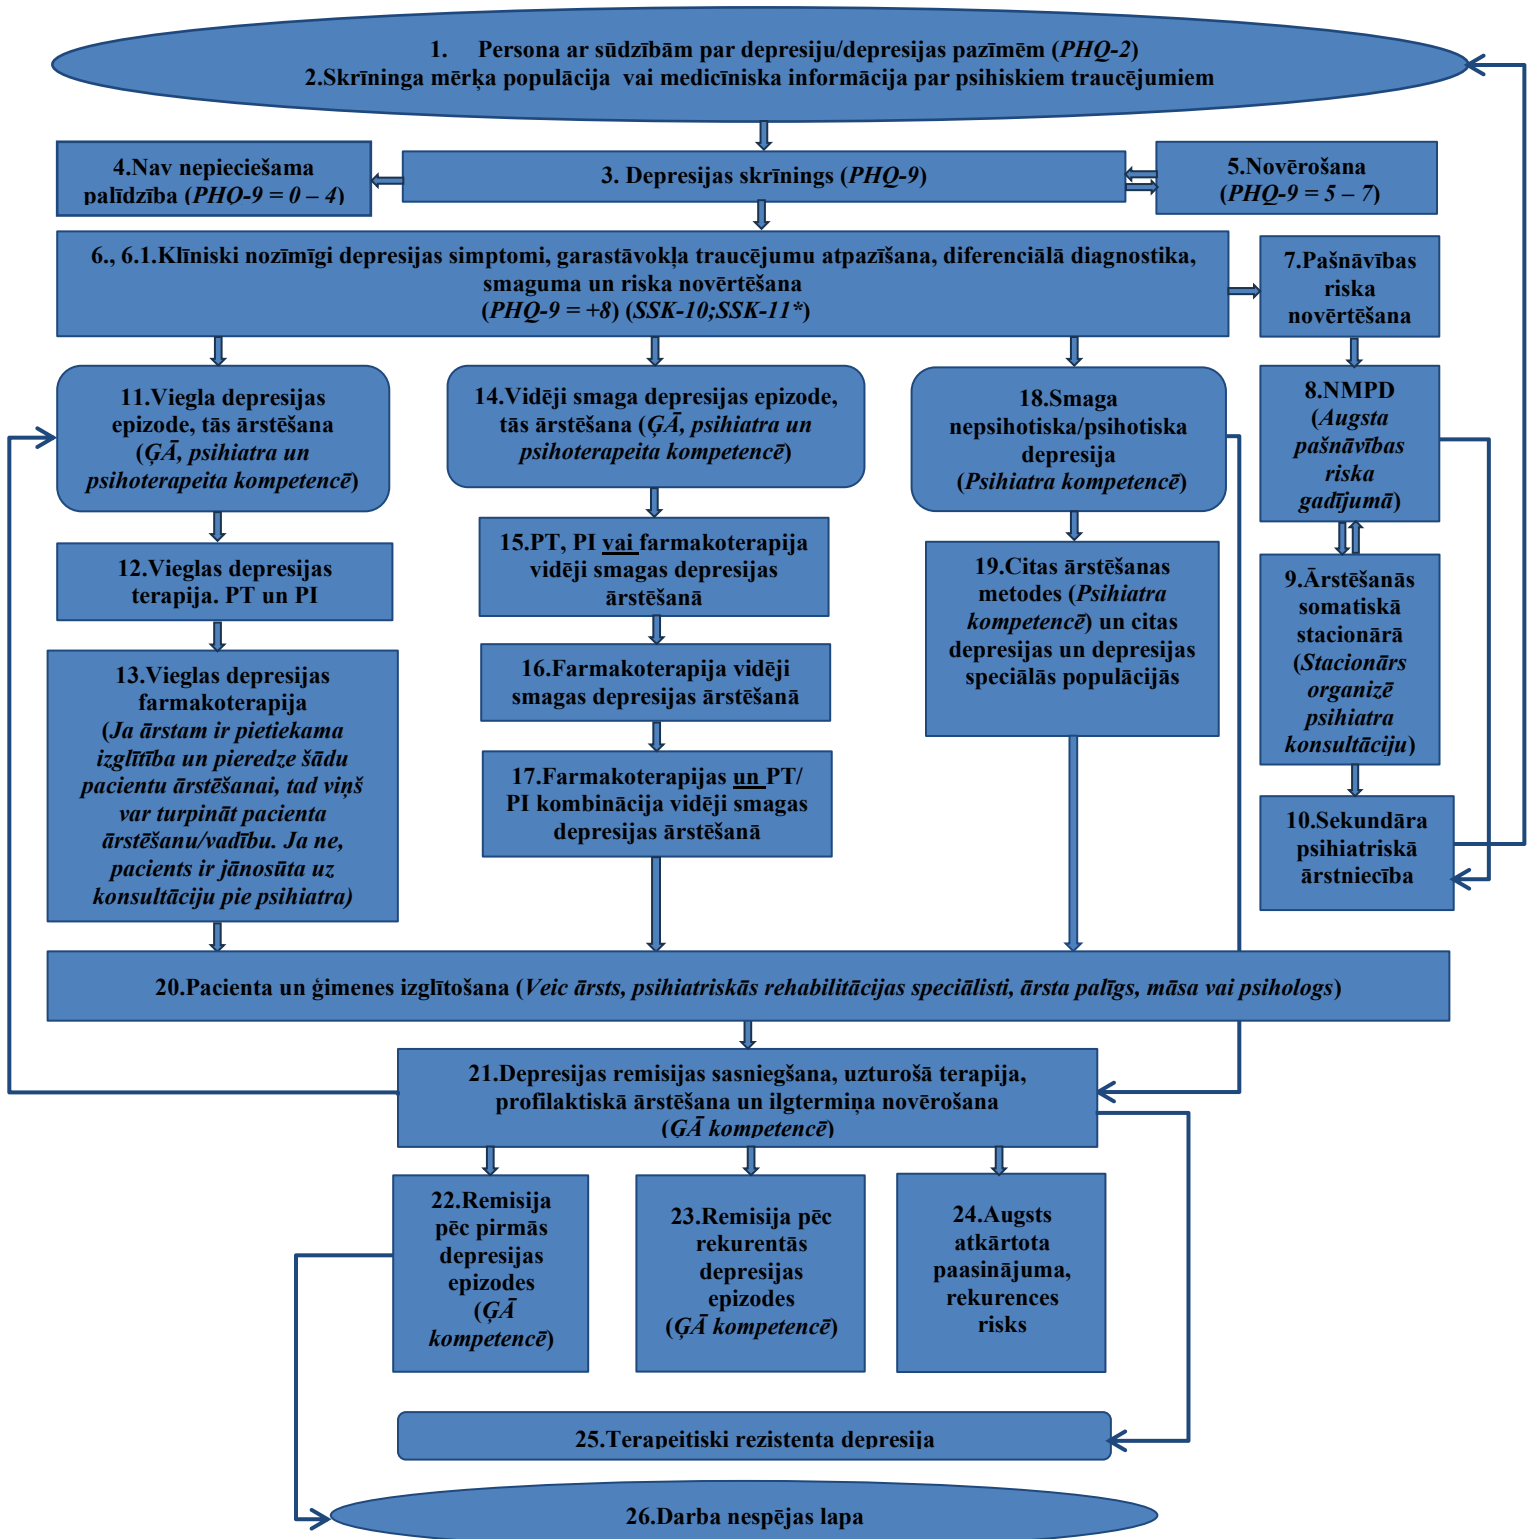 1. Persona ar sūdzībām par depresiju/depresijas pazīmēm (PHQ-2)
2.Skrīninga mērķa populācija vai medicīniska informācija par psihiskiem traucējumiem
4.Nav nepieciešama
palīdzība (PHQ-9 = 0 – 4)
3. Depresijas skrīnings (PHQ-9)
5.Novērošana
(PHQ-9 = 5 – 7)
6., 6.1.Klīniski nozīmīgi depresijas simptomi, garastāvokļa traucējumu atpazīšana, diferenciālā diagnostika,
smaguma un riska novērtēšana
(PHQ-9 = +8) (SSK-10;SSK-11*)
7.Pašnāvības
riska
novērtēšana
11.Viegla depresijas
epizode, tās ārstēšana
(ĢĀ, psihiatra un
psihoterapeita kompetencē)
14.Vidēji smaga depresijas epizode,
tās ārstēšana (ĢĀ, psihiatra un
psihoterapeita kompetencē)
18.Smaga
nepsihotiska/psihotiska
depresija
(Psihiatra kompetencē)
8.NMPD
(Augsta
pašnāvības
riska
gadījumā)
12.Vieglas depresijas
terapija. PT un PI
15.PT, PI vai farmakoterapija
vidēji smagas depresijas
ārstēšanā
19.Citas ārstēšanas
metodes (Psihiatra
kompetencē) un citas
depresijas un depresijas
speciālās populācijās
9.Ārstēšanās
somatiskā
stacionārā
(Stacionārs
organizē
psihiatra
konsultāciju)
13.Vieglas depresijas
farmakoterapija
(Ja ārstam ir pietiekama
izglītība un pieredze šādu
pacientu ārstēšanai, tad viņš
var turpināt pacienta
ārstēšanu/vadību. Ja ne,
pacients ir jānosūta uz
konsultāciju pie psihiatra)
16.Farmakoterapija vidēji
smagas depresijas ārstēšanā
17.Farmakoterapijas un PT/
PI kombinācija vidēji smagas
depresijas ārstēšanā
10.Sekundāra
psihiatriskā
ārstniecība
20.Pacienta un ģimenes izglītošana (Veic ārsts, psihiatriskās rehabilitācijas speciālisti, ārsta palīgs, māsa vai psihologs)
21.Depresijas remisijas sasniegšana, uzturošā terapija,
profilaktiskā ārstēšana un ilgtermiņa novērošana
(ĢĀ kompetencē)
22.Remisija
pēc pirmās
depresijas
epizodes
(ĢĀ
kompetencē)
23.Remisija pēc
rekurentās
depresijas
epizodes
(ĢĀ kompetencē)
24.Augsts
atkārtota
paasinājuma,
rekurences
risks
25.Terapeitiski rezistenta depresija
26.Darba nespējas lapa